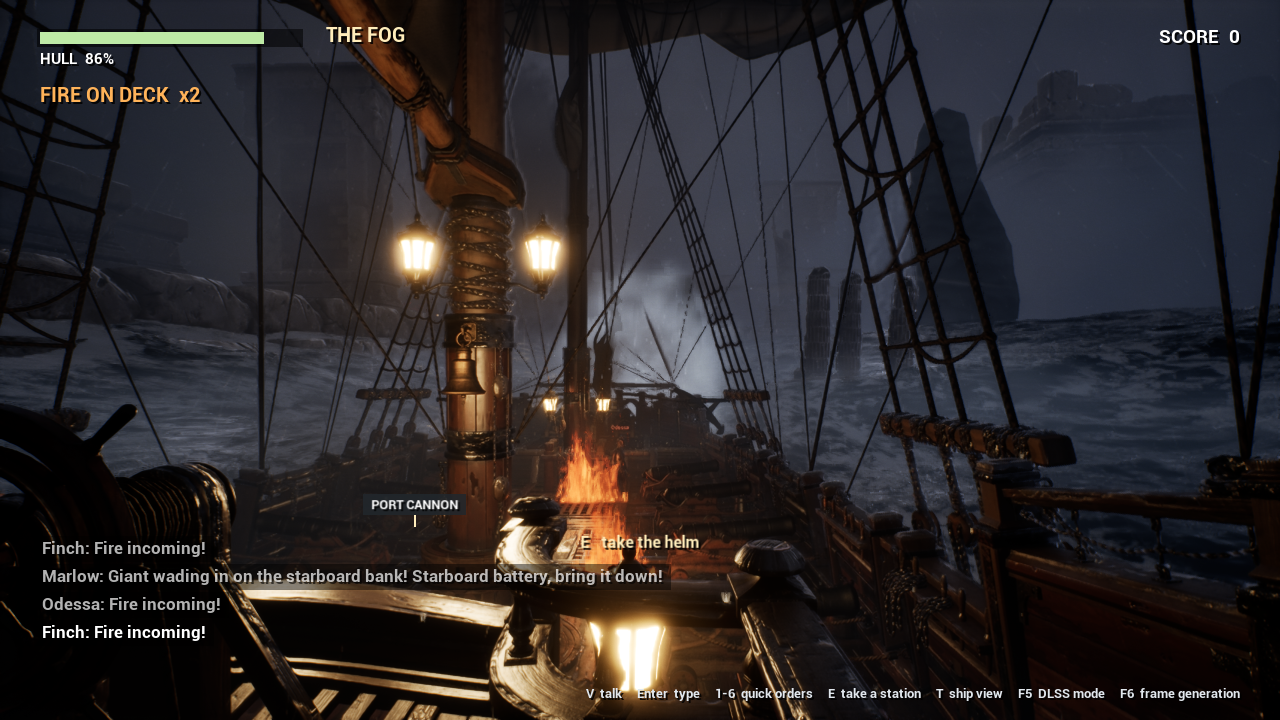 THE FOG
SCORE 0
HULL 86%
FIRE ON DECK x2
PORT CANNON
E take the helm
Finch: Fire incoming!
Marlow: Giant wading in on the starboard bank! Starboard battery, bring it down!
Odessa: Fire incoming!
Finch: Fire incoming!
V talk Enter type 1-6 quick orders E take a station T ship view F5 DLSS mode F6 frame generation